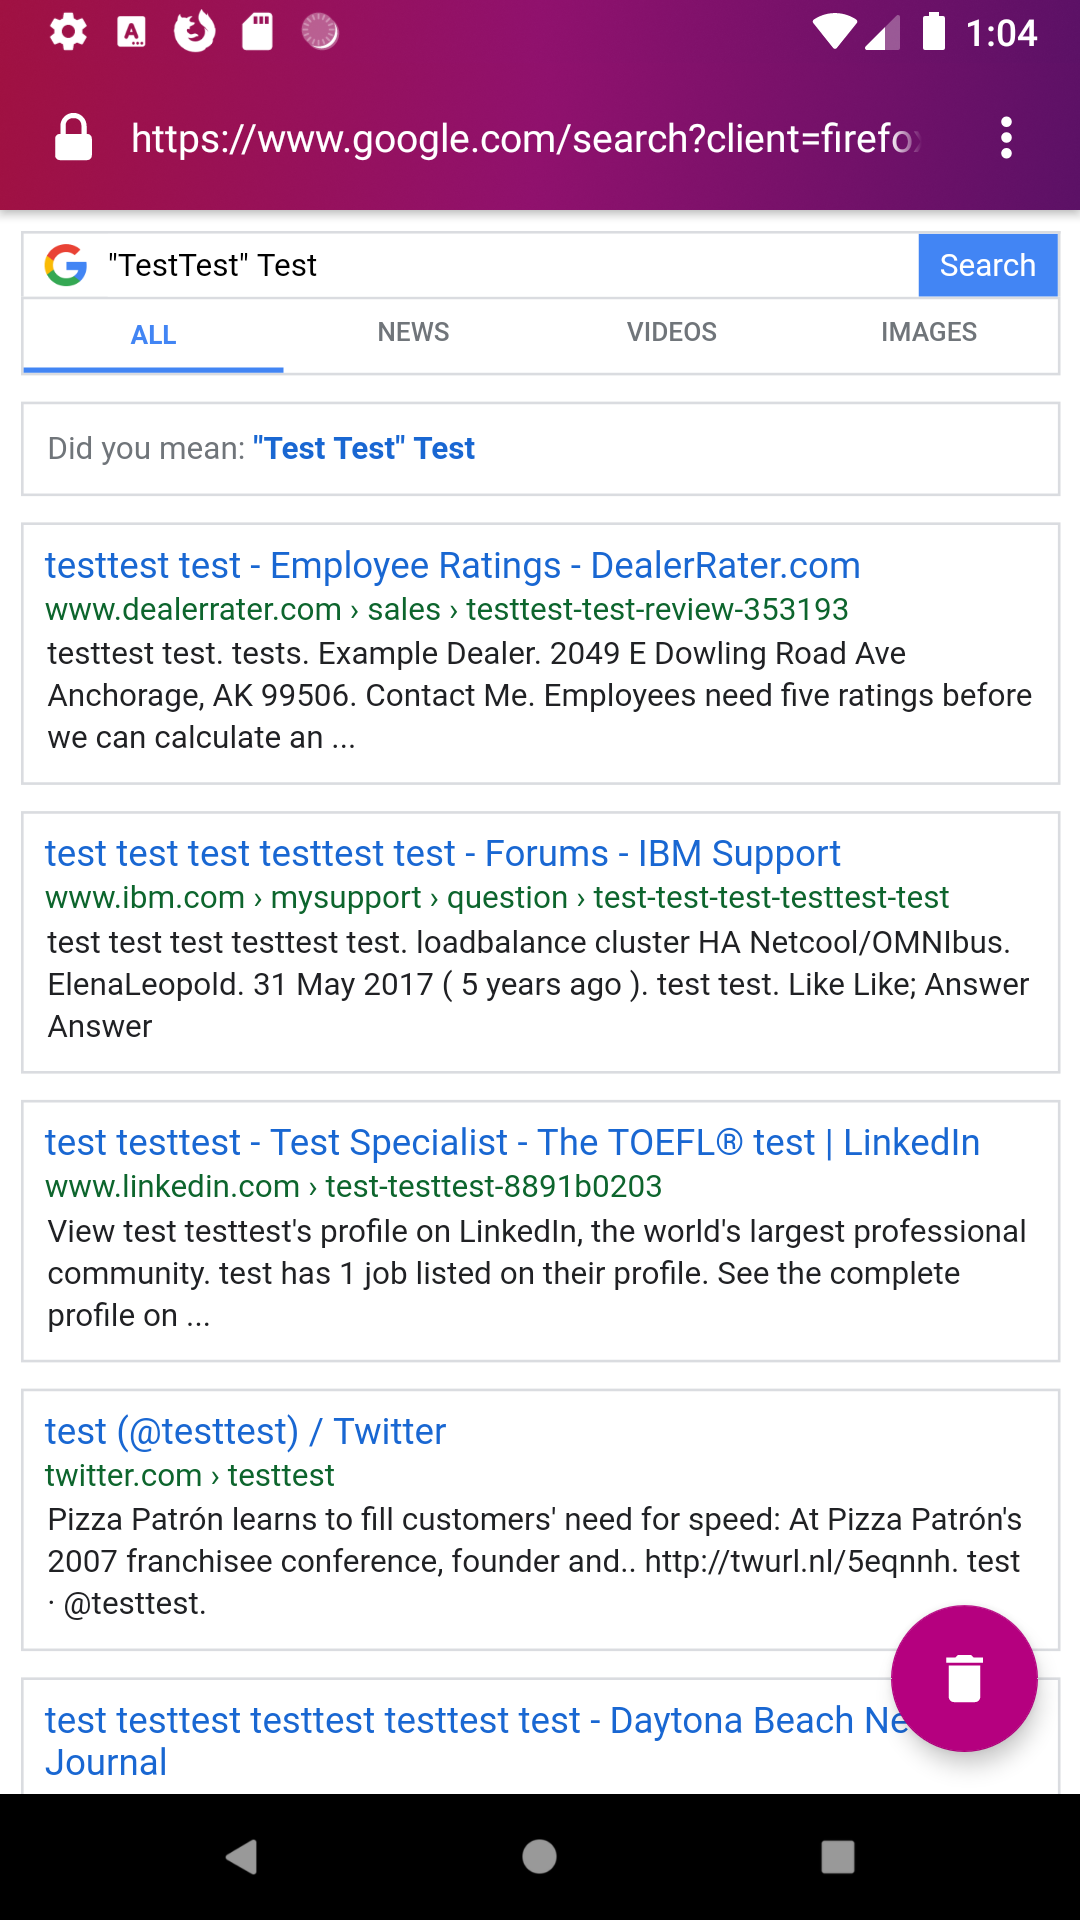 1:04
https://www.google.com/search?client=firefo
"TestTest" Test
Search
ALL NEWS VIDEOS IMAGES
Did you mean: "Test Test" Test
testtest test - Employee Ratings - DealerRater.com
www.dealerrater.com › sales › testtest-test-review-353193
testtest test. tests. Example Dealer. 2049 E Dowling Road Ave
Anchorage, AK 99506. Contact Me. Employees need five ratings before
we can calculate an ...
test test test testtest test - Forums - IBM Support
www.ibm.com › mysupport › question › test-test-test-testtest-test
test test test testtest test. loadbalance cluster HA Netcool/OMNIbus.
ElenaLeopold. 31 May 2017 ( 5 years ago ). test test. Like Like; Answer
Answer
test testtest - Test Specialist - The TOEFL® test | LinkedIn
www.linkedin.com › test-testtest-8891b0203
View test testtest's profile on LinkedIn, the world's largest professional
community. test has 1 job listed on their profile. See the complete
profile on ...
test (@testtest) / Twitter
twitter.com › testtest
Pizza Patrón learns to fill customers' need for speed: At Pizza Patrón's
2007 franchisee conference, founder and.. http://twurl.nl/5eqnnh. test
· @testtest.
test testtest testtest testtest test - Daytona Beach Ne
Journal